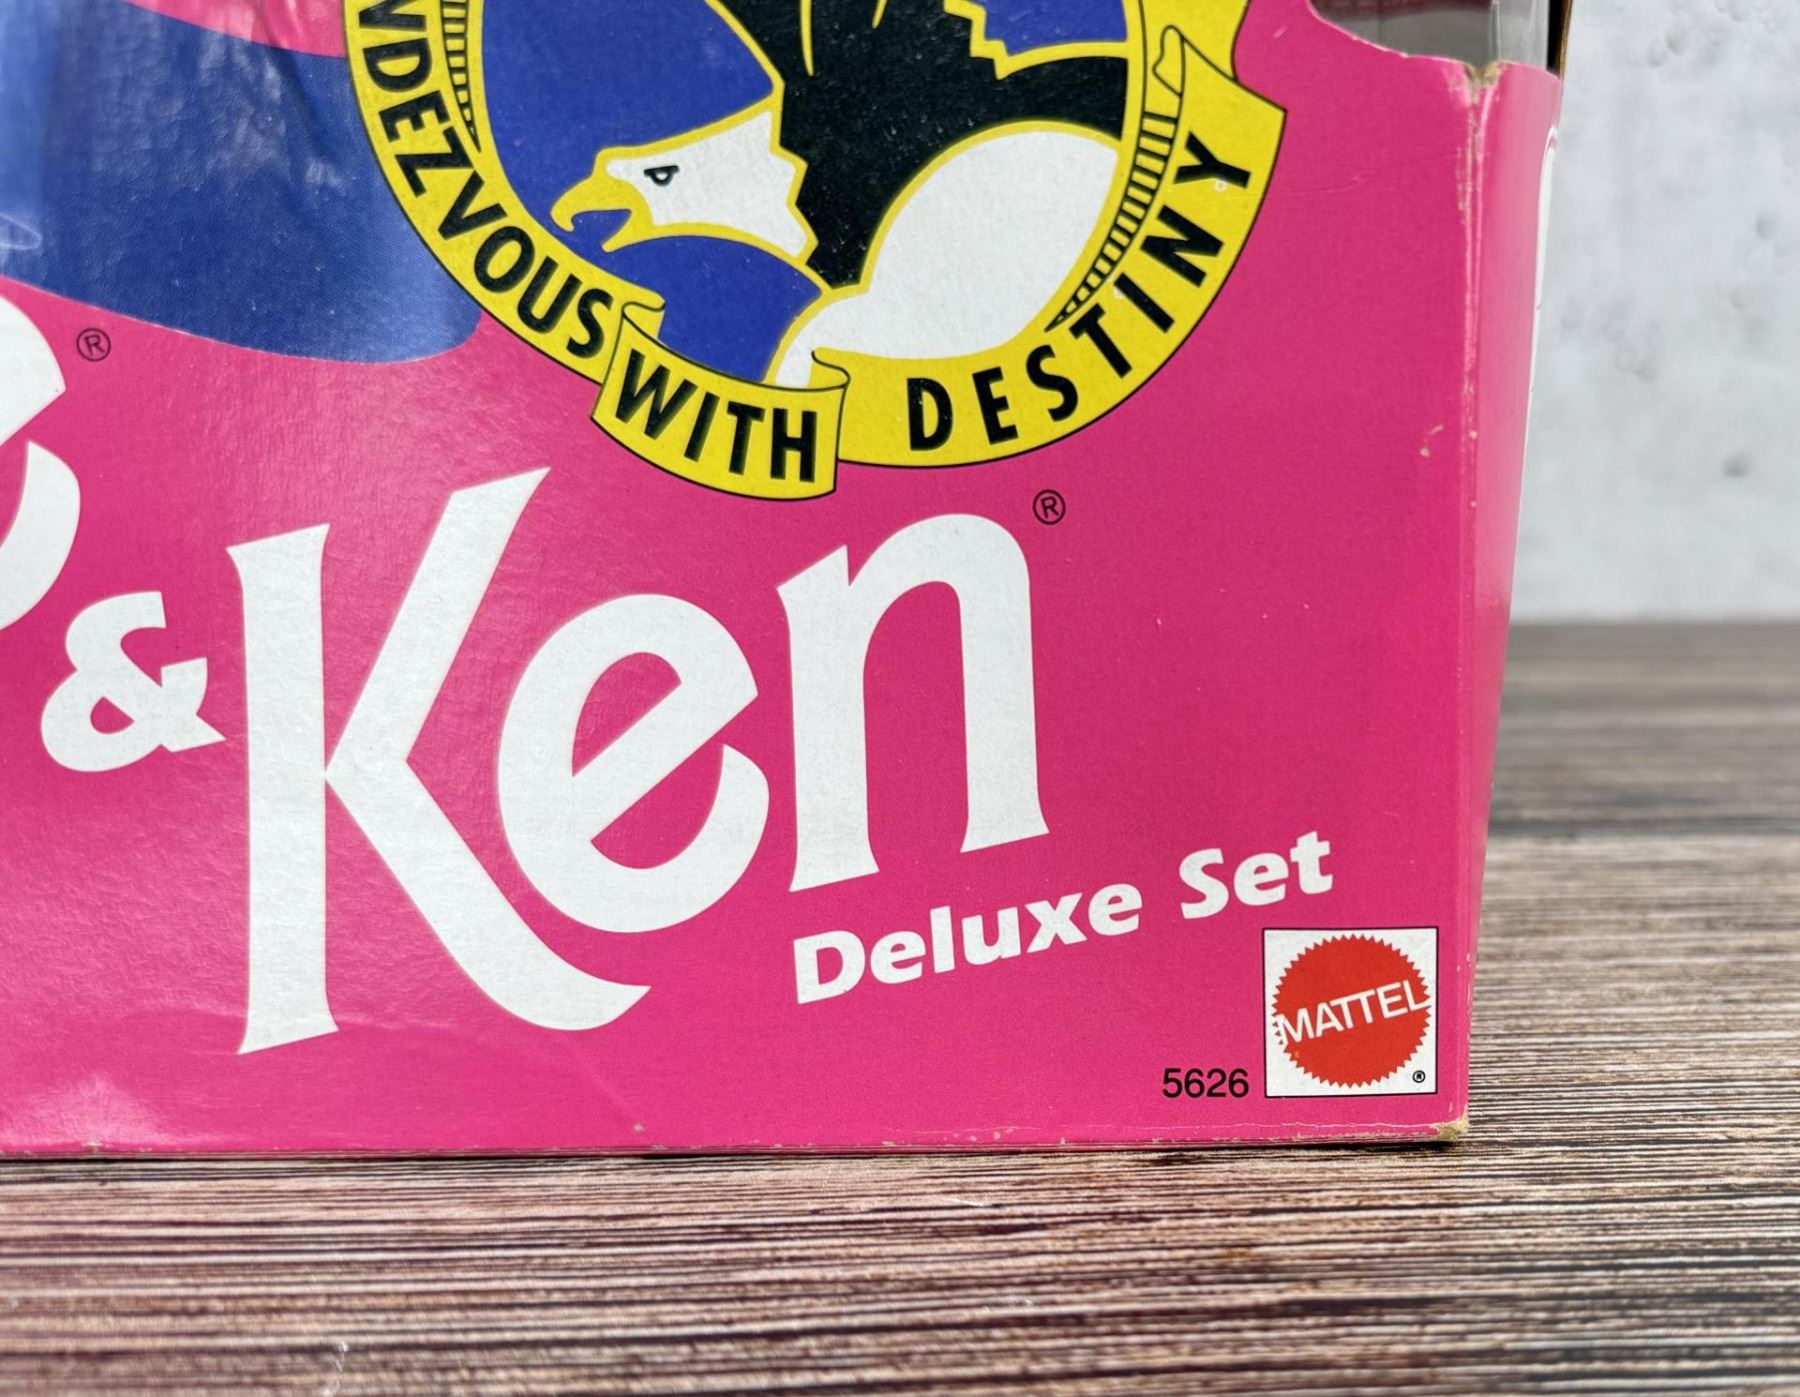 NDEZVOUS WITH DESTINY
®
& Ken ®
Deluxe Set
MATTEL
®
5626